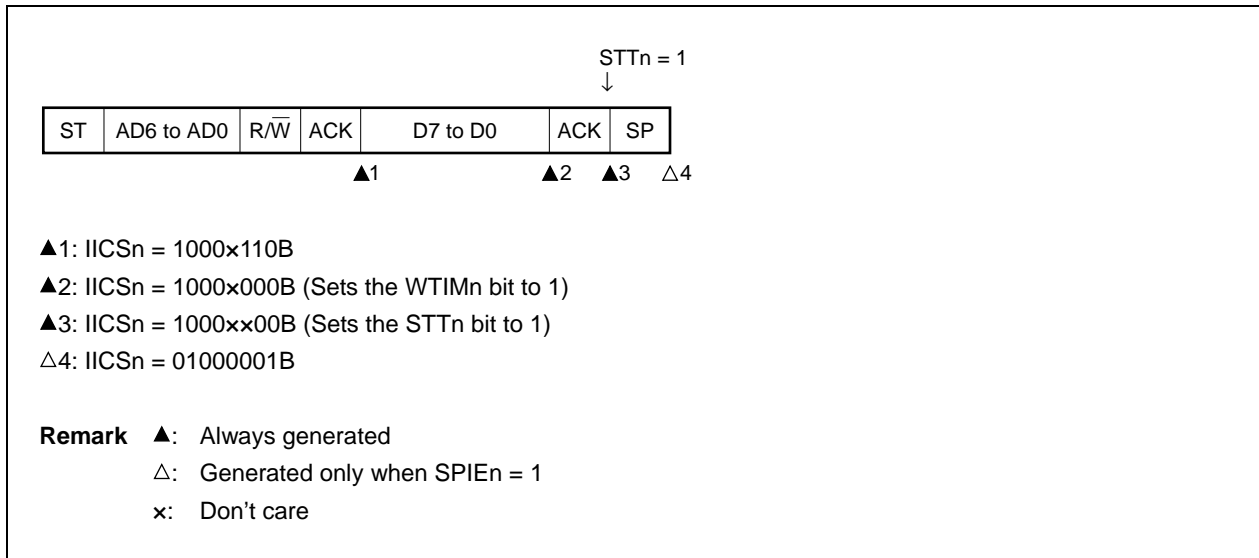 STTn = 1
↓
ST AD6 to AD0 R/W̅ ACK D7 to D0 ACK SP
▲1 ▲2 ▲3 △4
▲1: IICSn = 1000×110B
▲2: IICSn = 1000×000B (Sets the WTIMn bit to 1)
▲3: IICSn = 1000××00B (Sets the STTn bit to 1)
△4: IICSn = 01000001B
Remark ▲: Always generated
△: Generated only when SPIEn = 1
×: Don't care